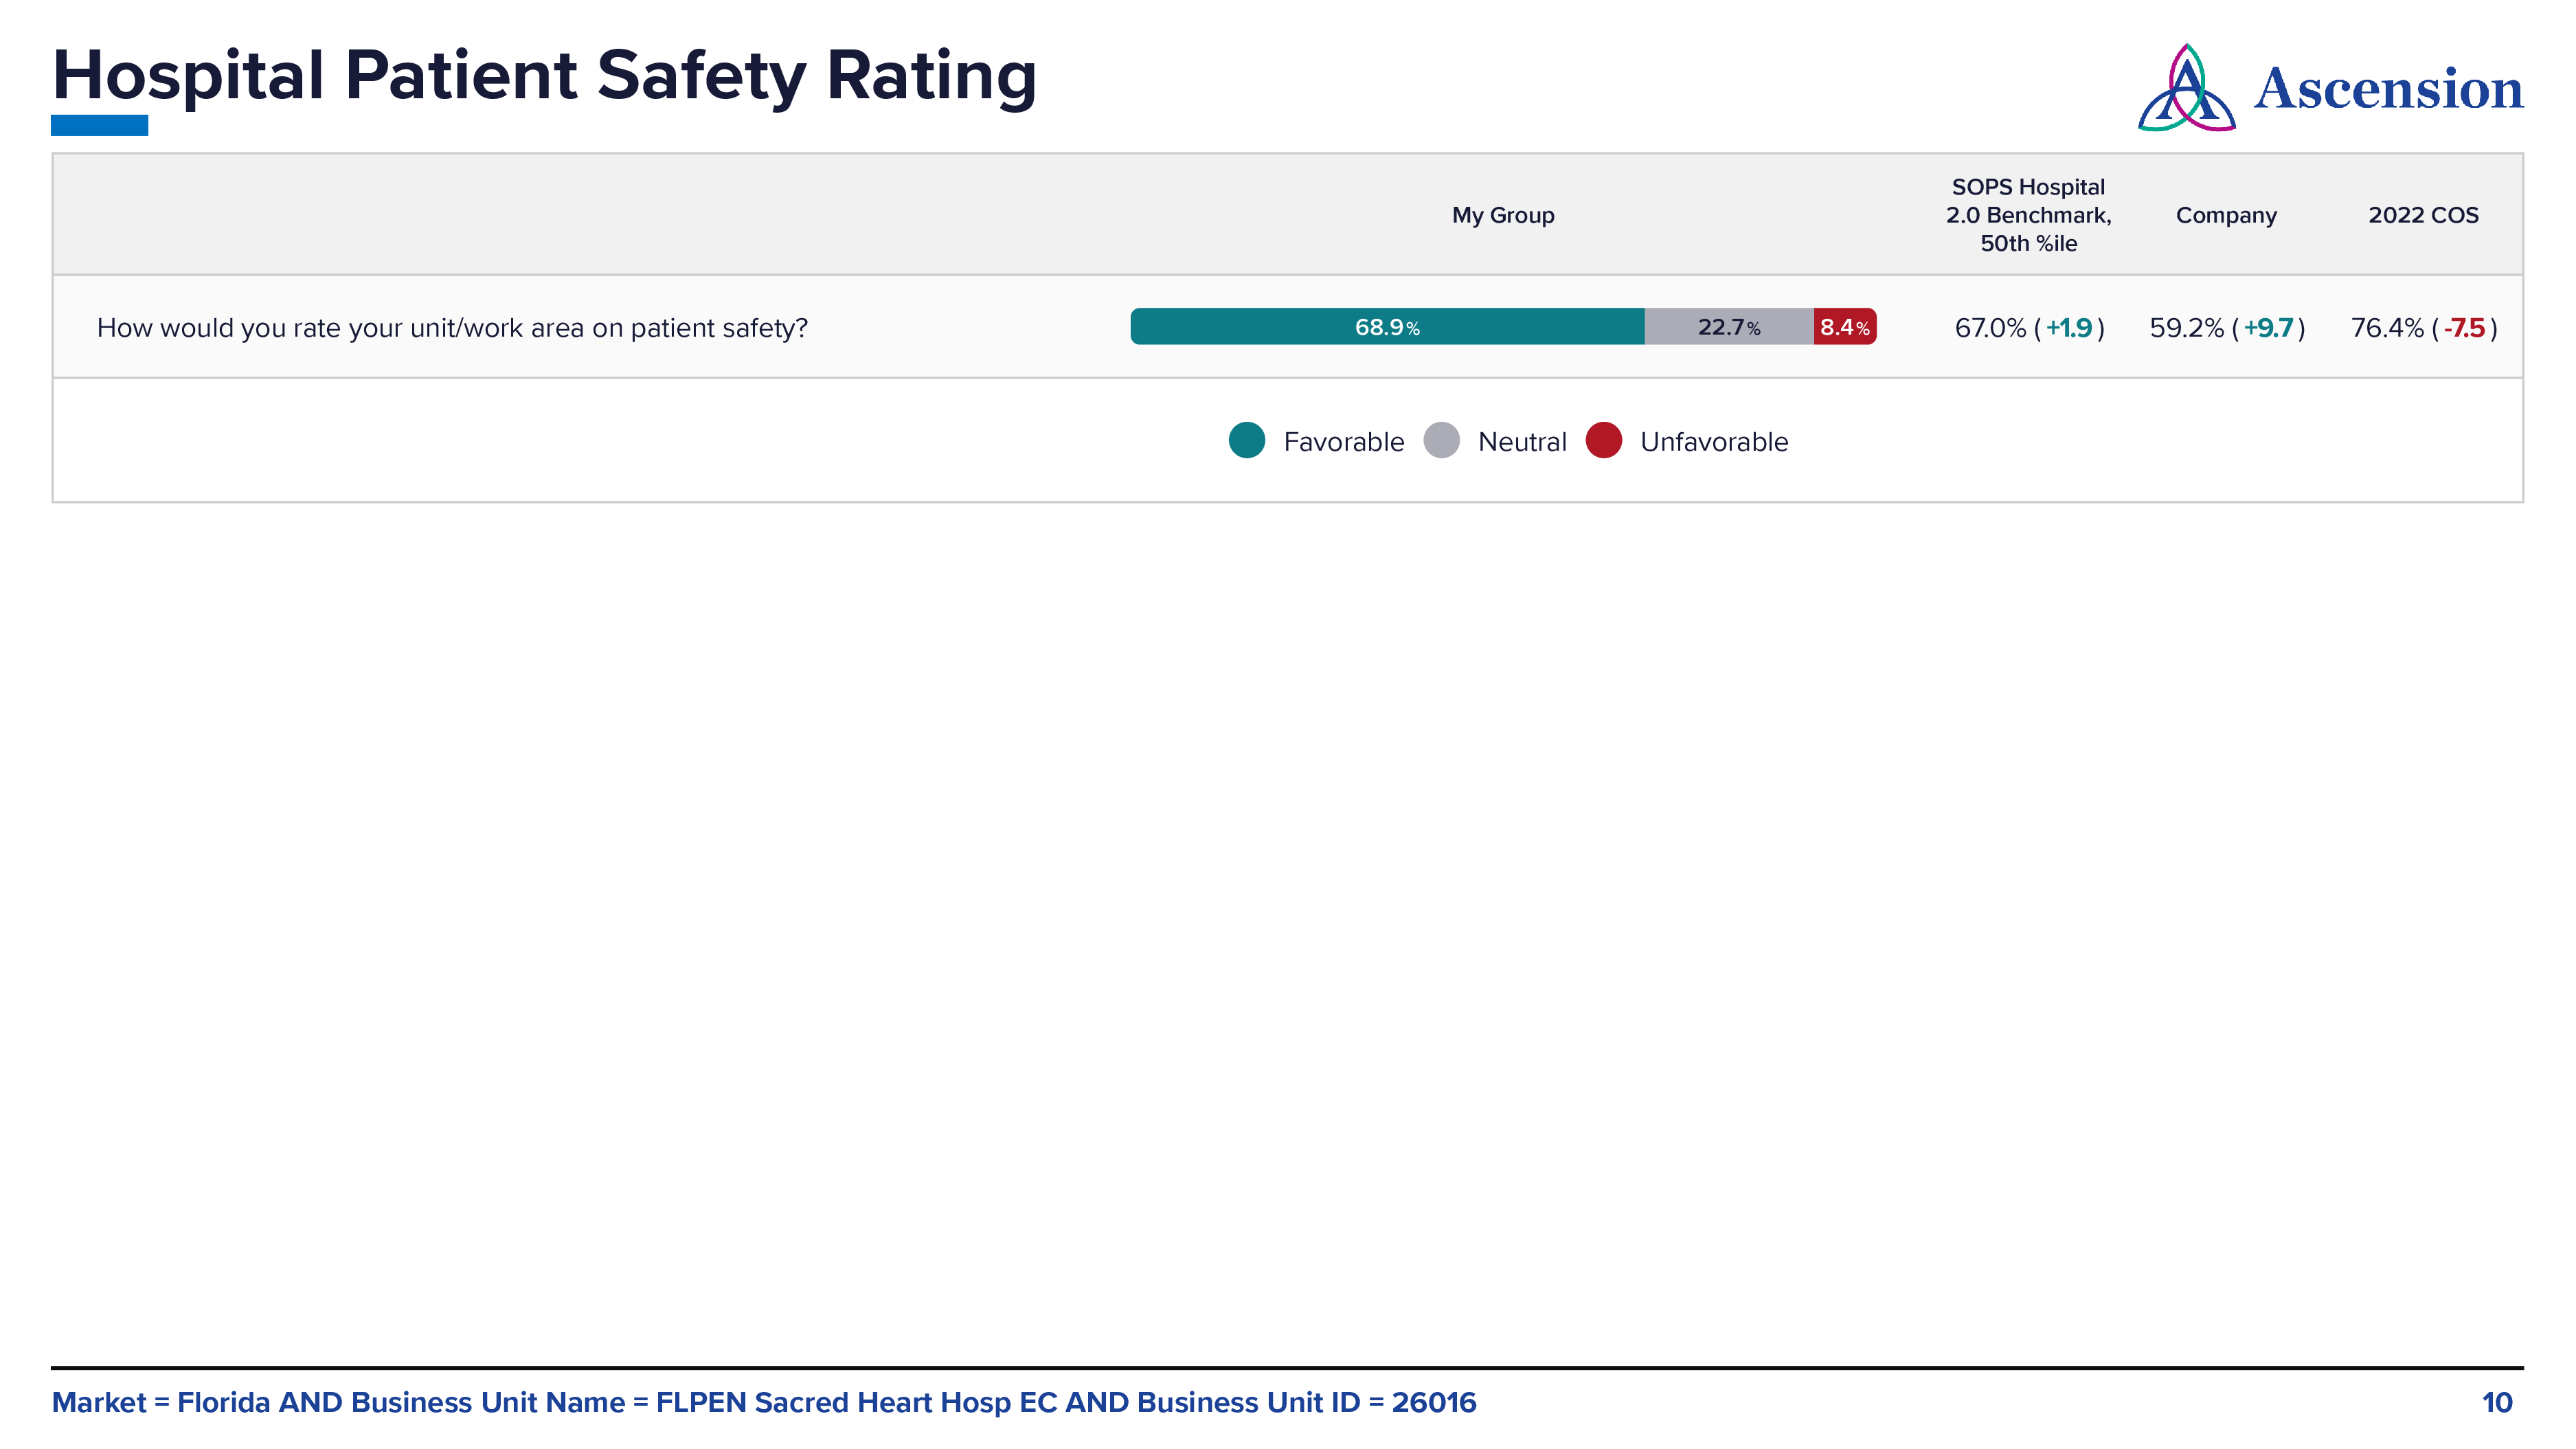 Hospital Patient Safety Rating
Ascension
My Group
SOPS Hospital
2.0 Benchmark,
50th %ile
Company
2022 COS
How would you rate your unit/work area on patient safety?
68.9%
22.7%
8.4%
67.0% ( +1.9 )
59.2% ( +9.7 )
76.4% ( -7.5 )
Favorable
Neutral
Unfavorable
Market = Florida AND Business Unit Name = FLPEN Sacred Heart Hosp EC AND Business Unit ID = 26016
10